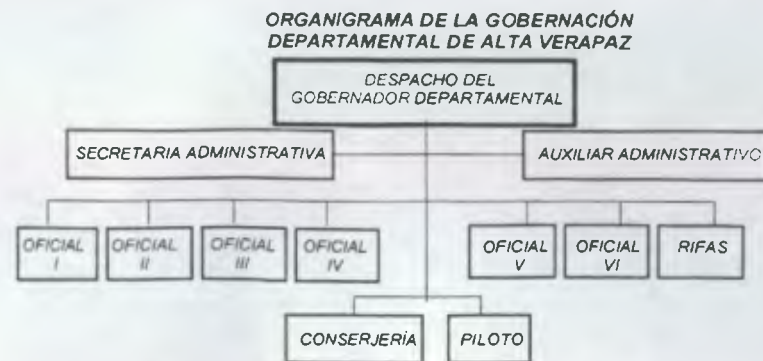 ORGANIGRAMA DE LA GOBERNACIÓN
DEPARTAMENTAL DE ALTA VERAPAZ
DESPACHO DEL
GOBERNADOR DEPARTAMENTAL
SECRETARIA ADMINISTRATIVA
AUXILIAR ADMINISTRATIVO
OFICIAL
I
OFICIAL
II
OFICIAL
III
OFICIAL
IV
OFICIAL
V
OFICIAL
VI
RIFAS
CONSERJERÍA
PILOTO